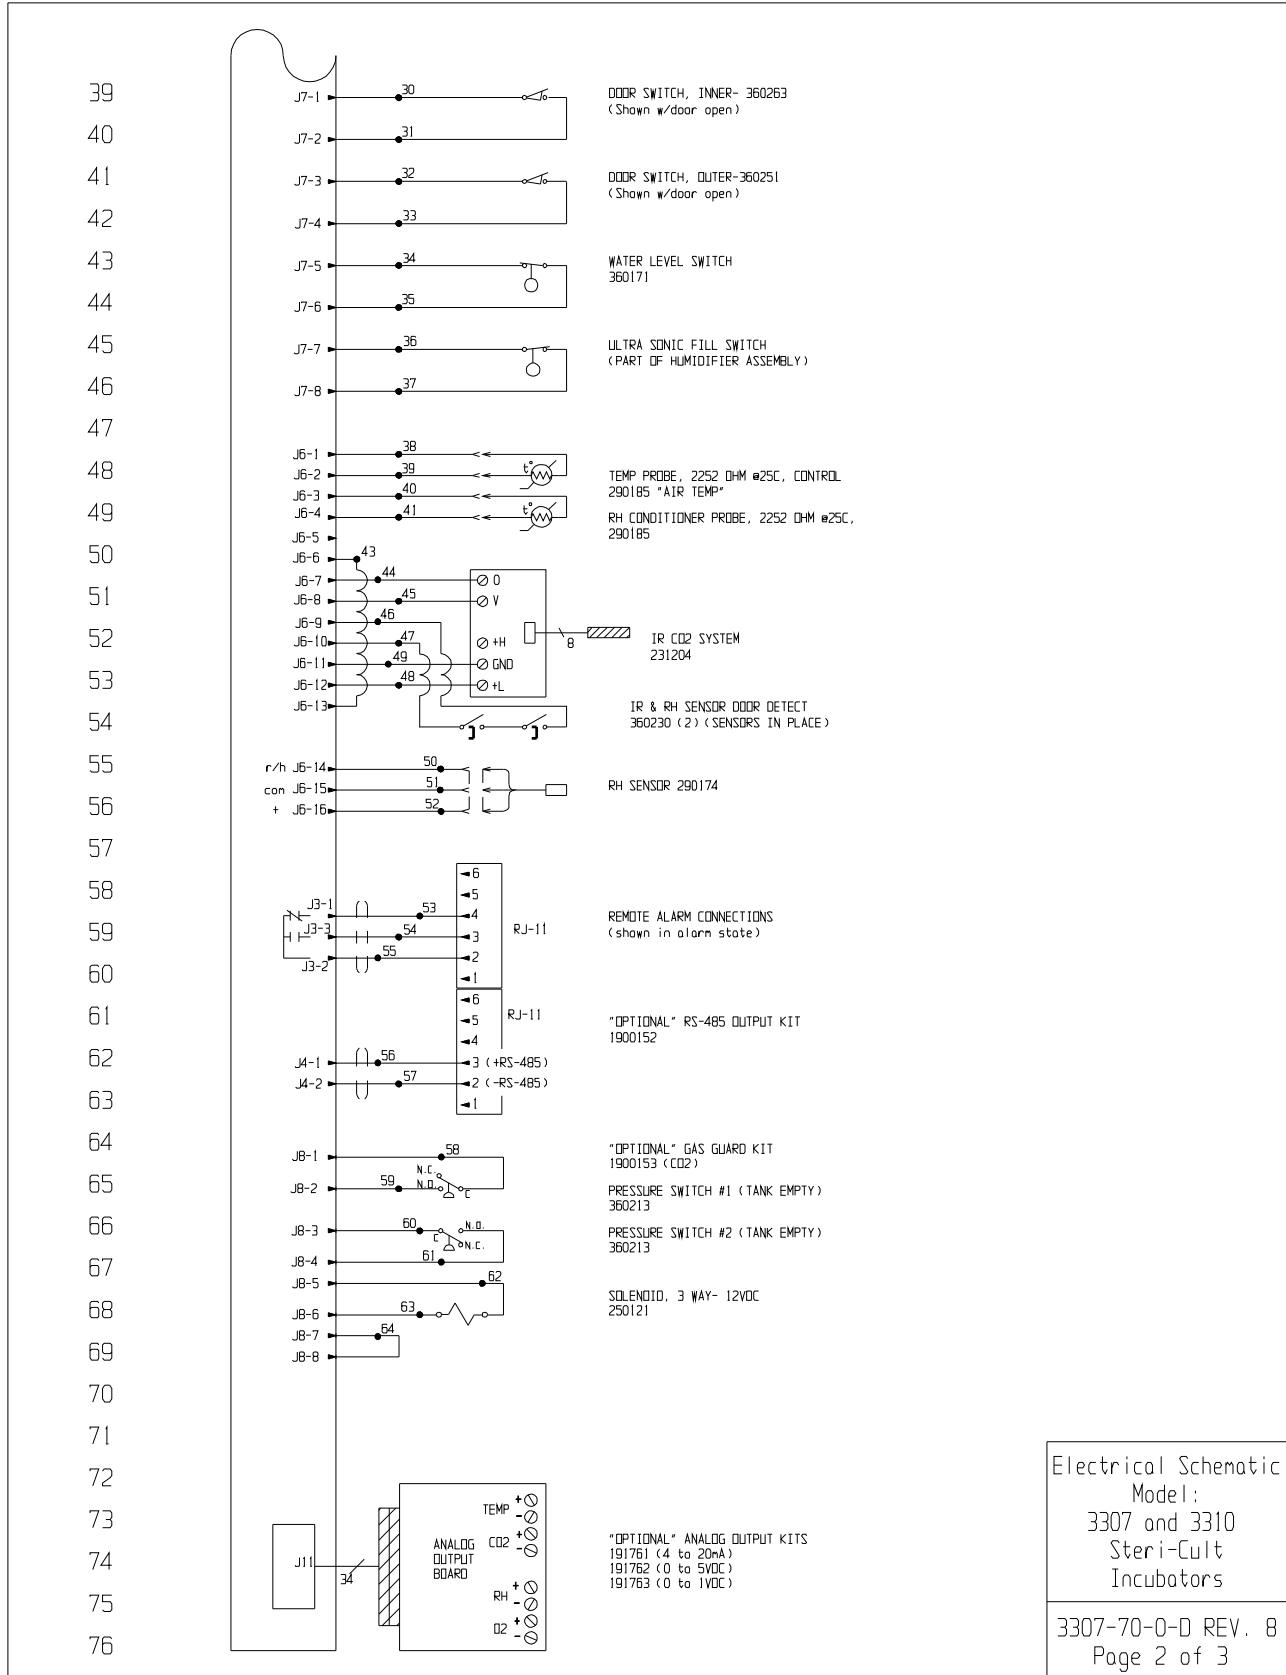 39
J7-1 30 DOOR SWITCH, INNER- 360263
(Shown w/door open)
40
J7-2 31
41
J7-3 32 DOOR SWITCH, OUTER-360251
(Shown w/door open)
42
J7-4 33
43
J7-5 34 WATER LEVEL SWITCH
360171
44
J7-6 35
45
J7-7 36 ULTRA SONIC FILL SWITCH
(PART OF HUMIDIFIER ASSEMBLY)
46
J7-8 37
47
J6-1 38
48
J6-2 39 t° TEMP PROBE, 2252 OHM @25C, CONTROL
290185 "AIR TEMP"
J6-3 40
49
J6-4 41 t° RH CONDITIONER PROBE, 2252 OHM @25C,
290185
J6-5
50
J6-6 43
J6-7 44 O
51
J6-8 45 V
J6-9 46
52
J6-10 47 +H 8 IR CO2 SYSTEM
231204
J6-11 49 GND
53
J6-12 48 +L
J6-13 IR & RH SENSOR DOOR DETECT
360230 (2) (SENSORS IN PLACE)
54
55
r/h J6-14 50
com J6-15 51 RH SENSOR 290174
56
+ J6-16 52
57
58
6
5
J3-1 53 4 REMOTE ALARM CONNECTIONS
(shown in alarm state)
59
J3-3 54 3 RJ-11
J3-2 55 2
60
1
6
61
RJ-11
5 "OPTIONAL" RS-485 OUTPUT KIT
1900152
4
62
J4-1 56 3 (+RS-485)
J4-2 57 2 (-RS-485)
63
1
64
"OPTIONAL" GAS GUARD KIT
1900153 (CO2)
J8-1 58
65
N.C.
J8-2 59 N.O. C PRESSURE SWITCH #1 (TANK EMPTY)
360213
66
J8-3 60 C N.O. PRESSURE SWITCH #2 (TANK EMPTY)
360213
N.C.
67
J8-4 61
J8-5 62
68
SOLENOID, 3 WAY- 12VDC
250121
J8-6 63
J8-7 64
69
J8-8
70
71
72
73
TEMP + -
74
J11 34 ANALOG
OUTPUT
BOARD
CO2 + -
"OPTIONAL" ANALOG OUTPUT KITS
191761 (4 to 20mA)
191762 (0 to 5VDC)
191763 (0 to 1VDC)
75
RH + -
76
O2 + -
Electrical Schematic
Model:
3307 and 3310
Steri-Cult
Incubators
3307-70-0-D REV. 8
Page 2 of 3